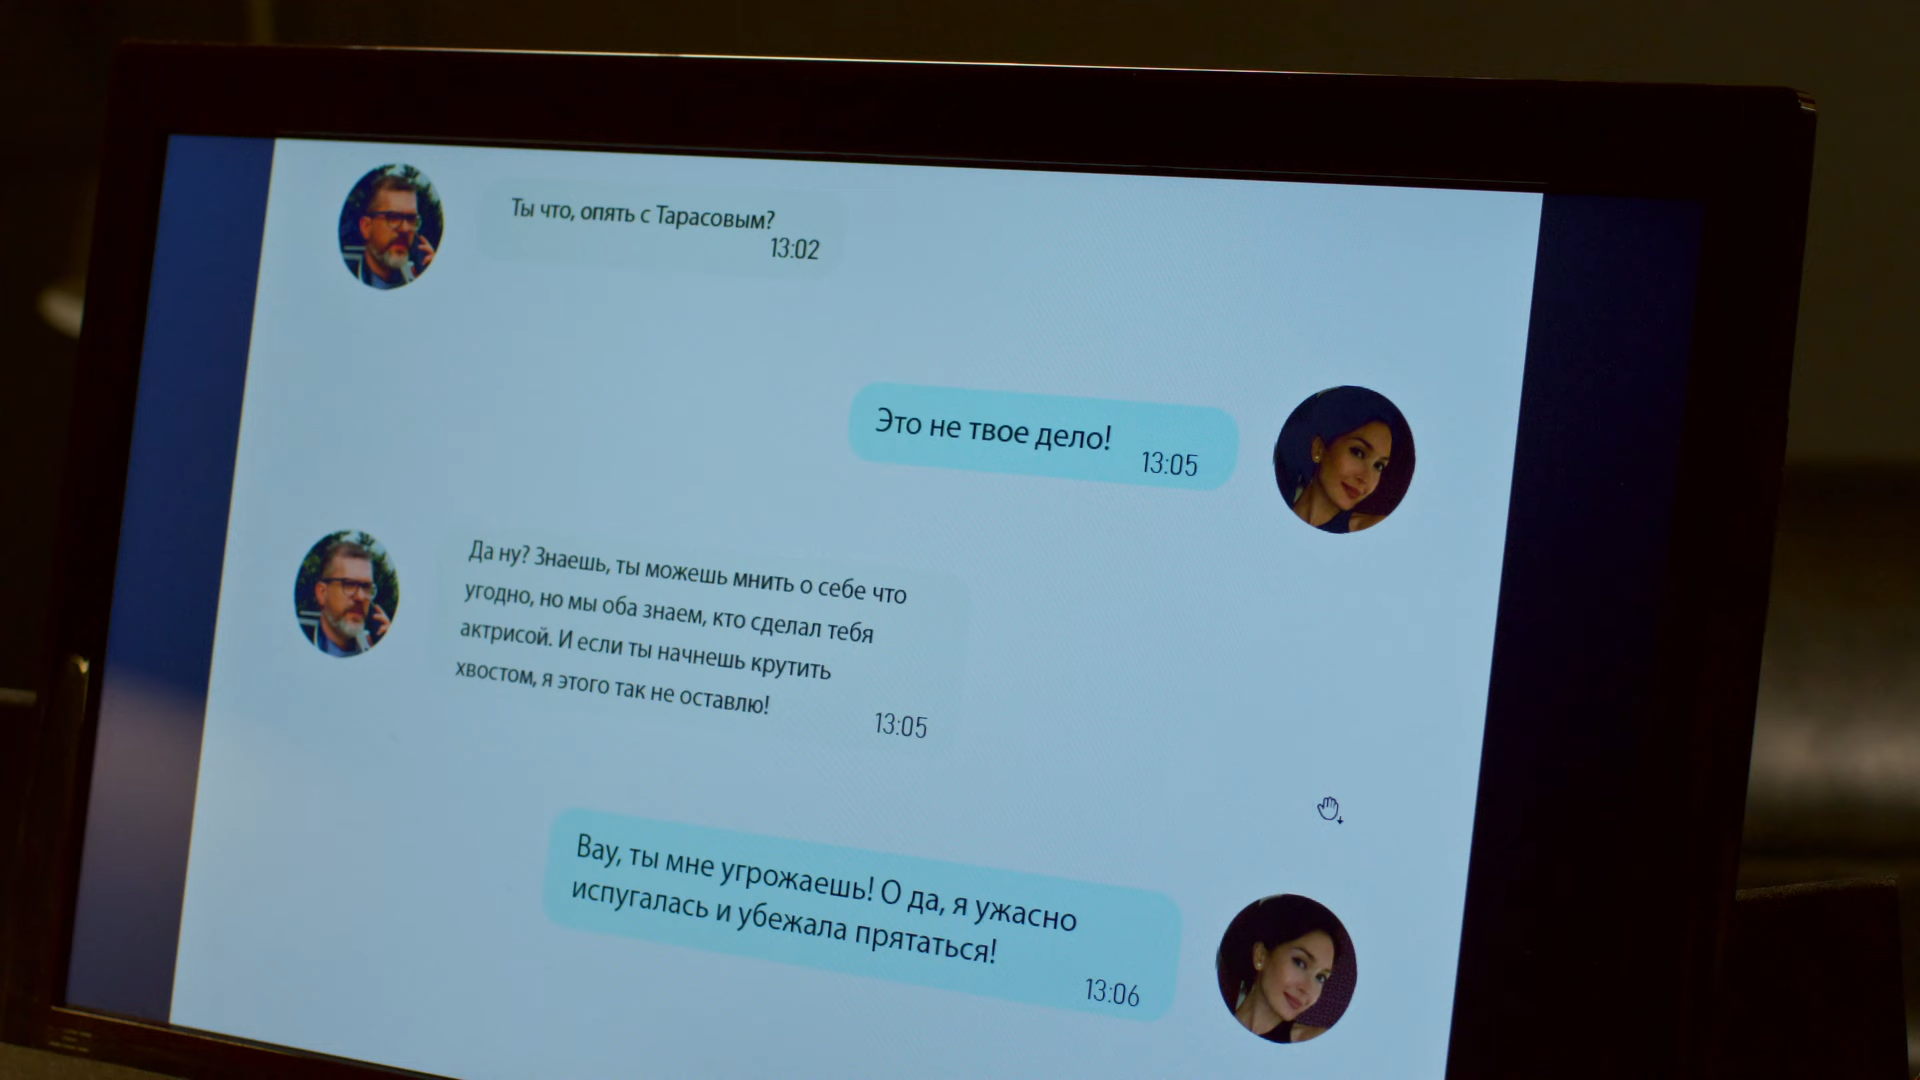 Ты что, опять с Тарасовым?
13:02
Это не твое дело!
13:05
Да ну? Знаешь, ты можешь мнить о себе что
угодно, но мы оба знаем, кто сделал тебя
актрисой. И если ты начнешь крутить
хвостом, я этого так не оставлю!
13:05
Вау, ты мне угрожаешь! О да, я ужасно
испугалась и убежала прятаться!
13:06